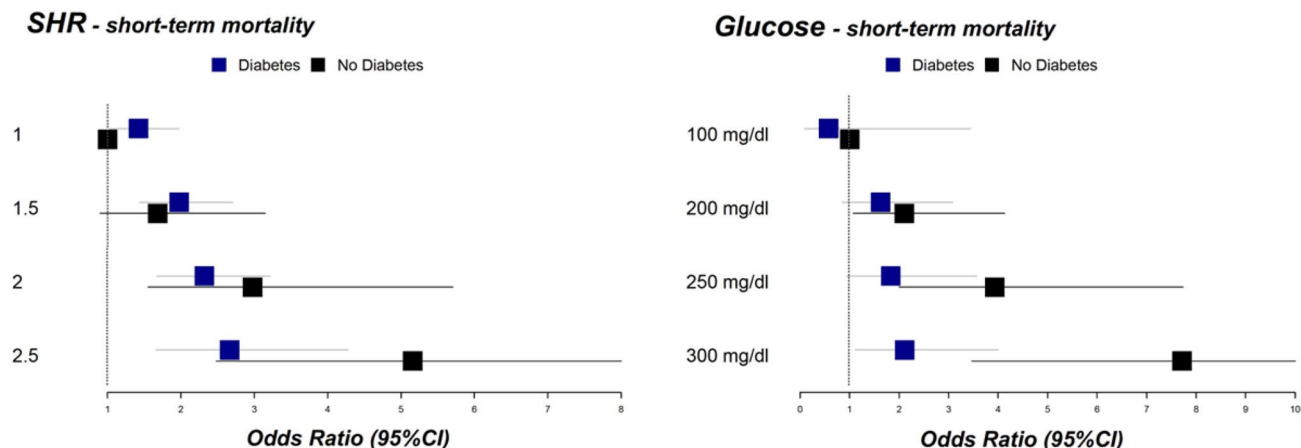 SHR - short-term mortality
Diabetes No Diabetes
1
1.5
2
2.5
1 2 3 4 5 6 7 8
Odds Ratio (95%CI)
Glucose - short-term mortality
Diabetes No Diabetes
100 mg/dl
200 mg/dl
250 mg/dl
300 mg/dl
0 1 2 3 4 5 6 7 8 9 10
Odds Ratio (95%CI)